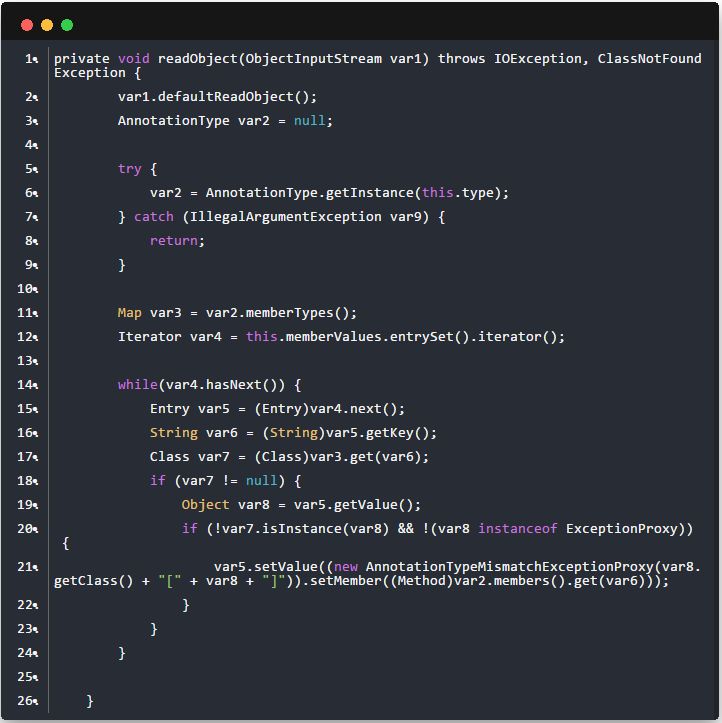 1 private void readObject(ObjectInputStream var1) throws IOException, ClassNotFound
Exception {
2         var1.defaultReadObject();
3         AnnotationType var2 = null;
4
5         try {
6             var2 = AnnotationType.getInstance(this.type);
7         } catch (IllegalArgumentException var9) {
8             return;
9         }
10
11         Map var3 = var2.memberTypes();
12         Iterator var4 = this.memberValues.entrySet().iterator();
13
14         while(var4.hasNext()) {
15             Entry var5 = (Entry)var4.next();
16             String var6 = (String)var5.getKey();
17             Class var7 = (Class)var3.get(var6);
18             if (var7 != null) {
19                 Object var8 = var5.getValue();
20                 if (!var7.isInstance(var8) && !(var8 instanceof ExceptionProxy))
 {
21                     var5.setValue((new AnnotationTypeMismatchExceptionProxy(var8.
getClass() + "[" + var8 + "]")).setMember((Method)var2.members().get(var6)));
22                 }
23             }
24         }
25
26     }